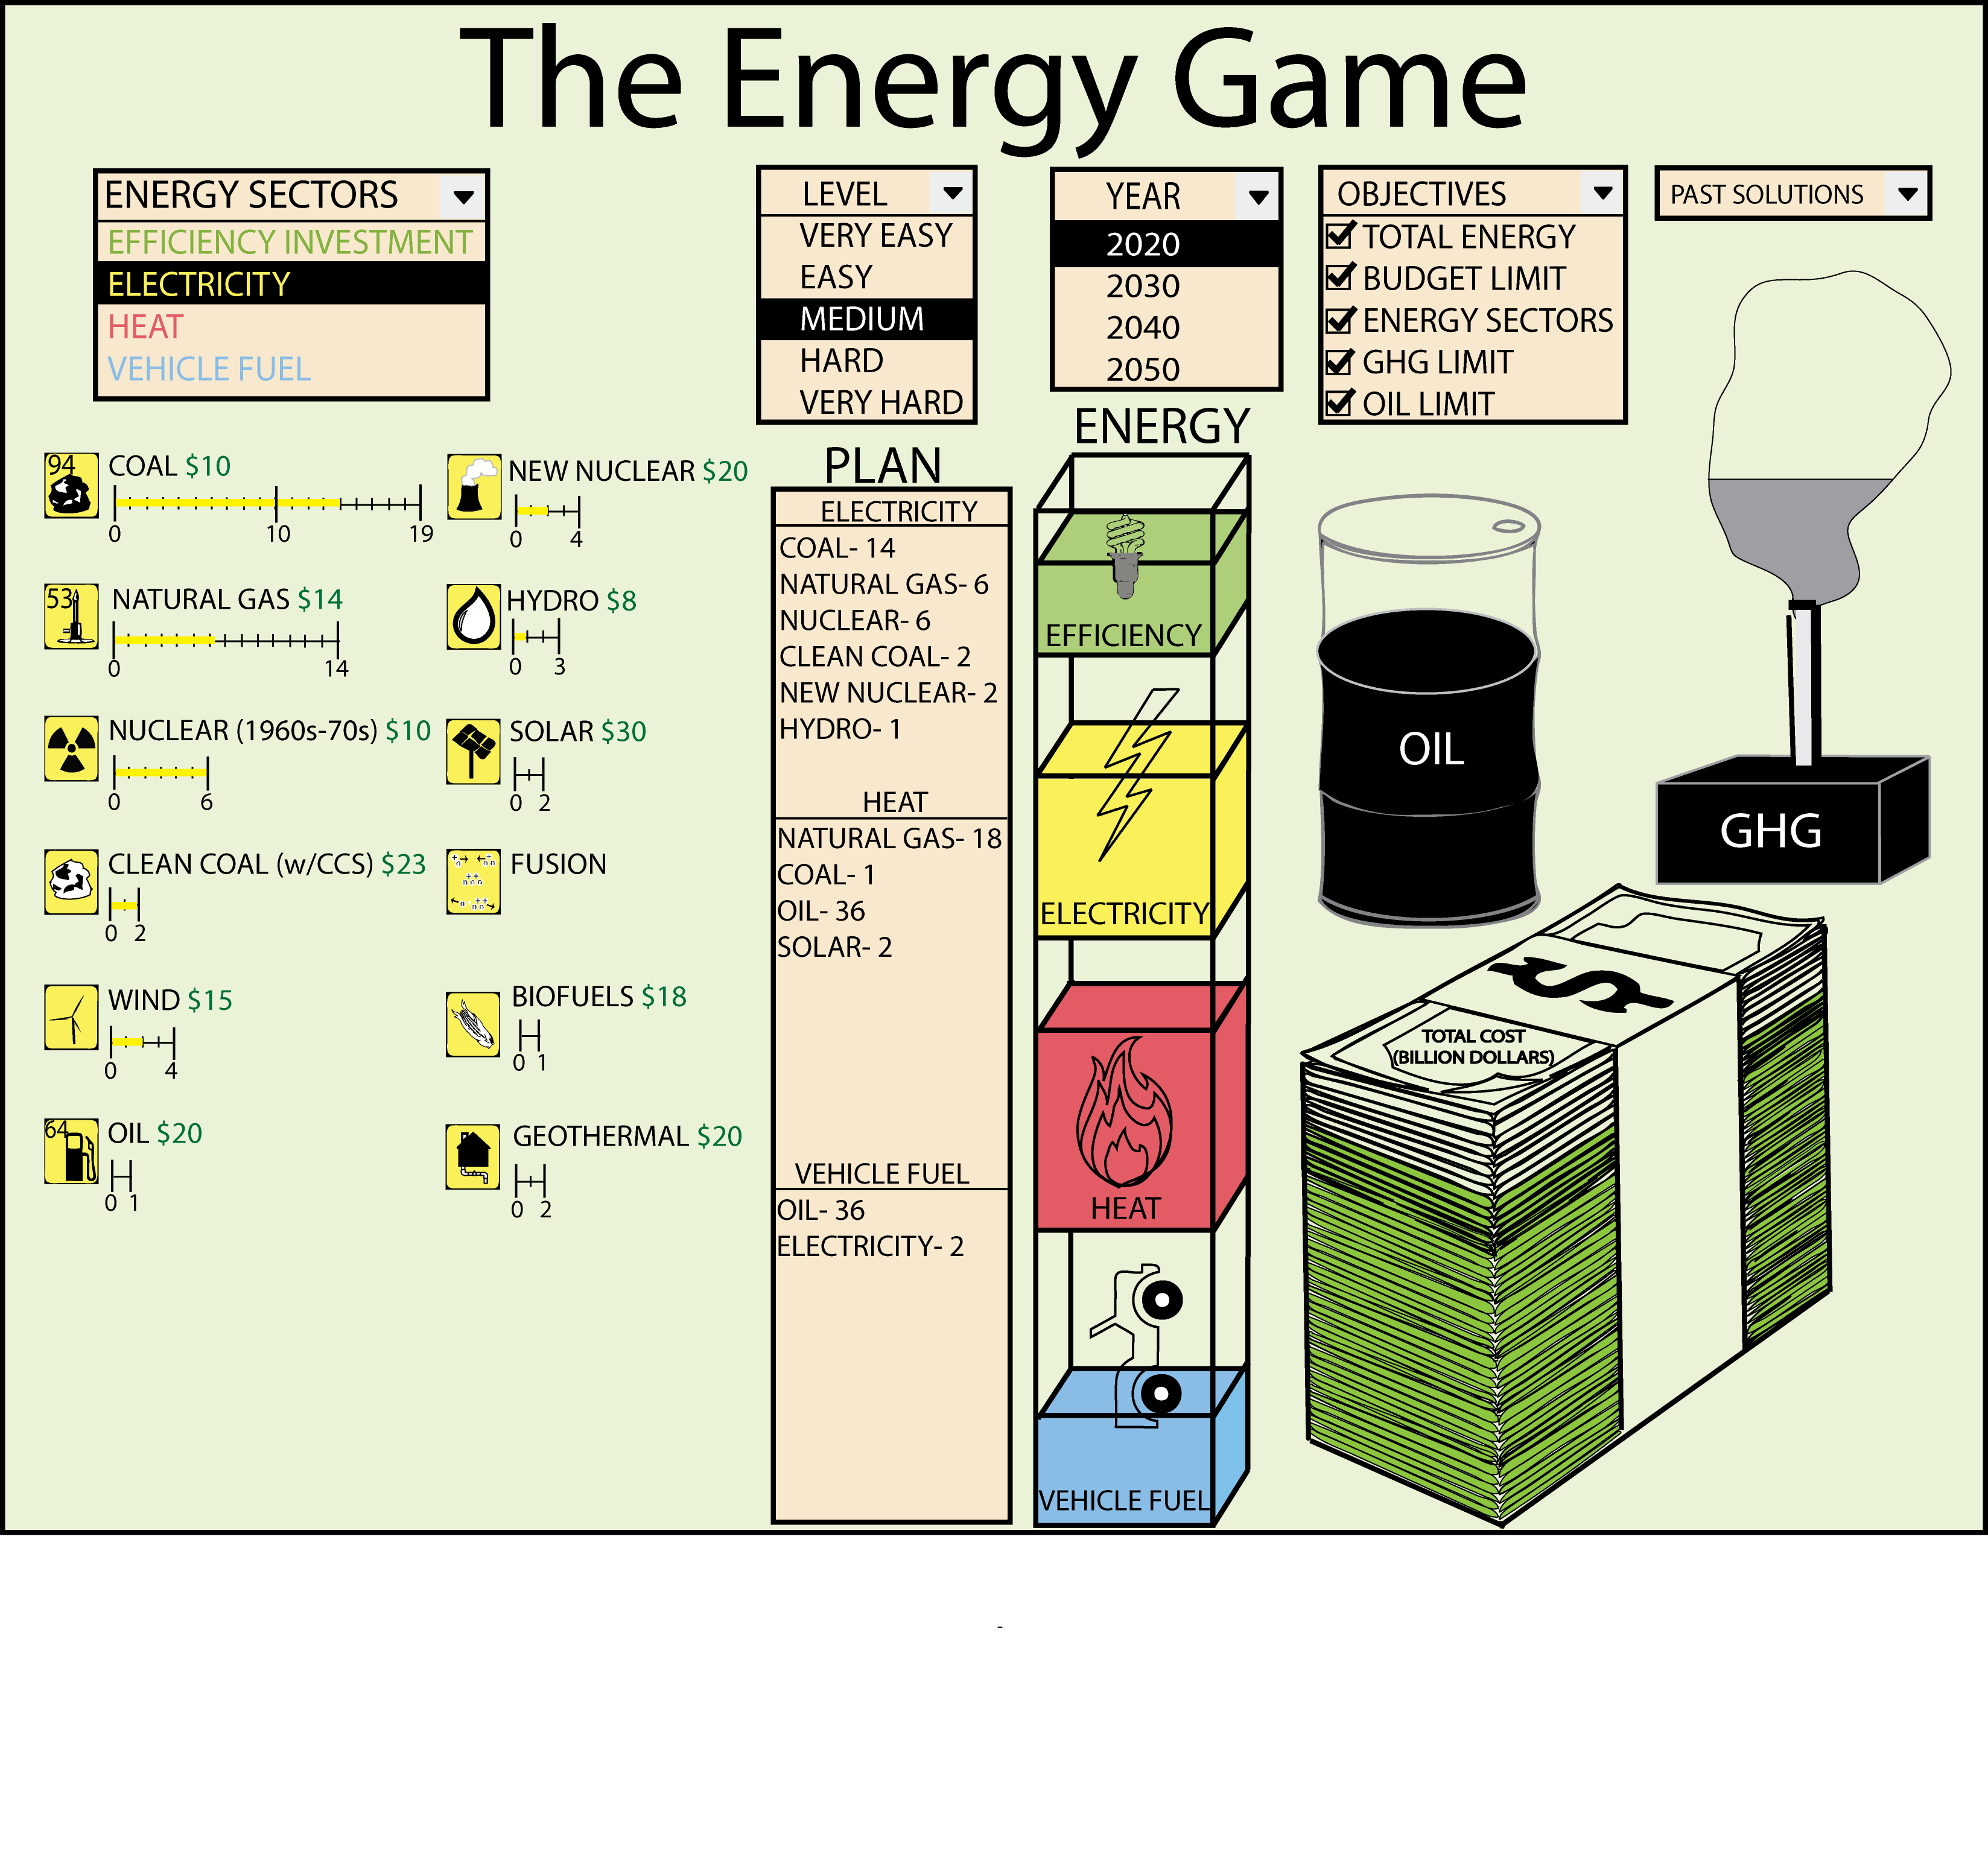 The Energy Game
ENERGY SECTORS
EFFICIENCY INVESTMENT
ELECTRICITY
HEAT
VEHICLE FUEL
LEVEL
VERY EASY
EASY
MEDIUM
HARD
VERY HARD
YEAR
2020
2030
2040
2050
OBJECTIVES
TOTAL ENERGY
BUDGET LIMIT
ENERGY SECTORS
GHG LIMIT
OIL LIMIT
PAST SOLUTIONS
94
COAL $10
0 10 19
53
NATURAL GAS $14
0 14
NUCLEAR (1960s-70s) $10
0 6
CLEAN COAL (w/CCS) $23
0 2
WIND $15
0 4
64
OIL $20
0 1
NEW NUCLEAR $20
0 4
HYDRO $8
0 3
SOLAR $30
0 2
FUSION
BIOFUELS $18
0 1
GEOTHERMAL $20
0 2
PLAN
ELECTRICITY
COAL- 14
NATURAL GAS- 6
NUCLEAR- 6
CLEAN COAL- 2
NEW NUCLEAR- 2
HYDRO- 1
HEAT
NATURAL GAS- 18
COAL- 1
OIL- 36
SOLAR- 2
VEHICLE FUEL
OIL- 36
ELECTRICITY- 2
ENERGY
EFFICIENCY
ELECTRICITY
HEAT
VEHICLE FUEL
OIL
GHG
$
TOTAL COST
(BILLION DOLLARS)
-